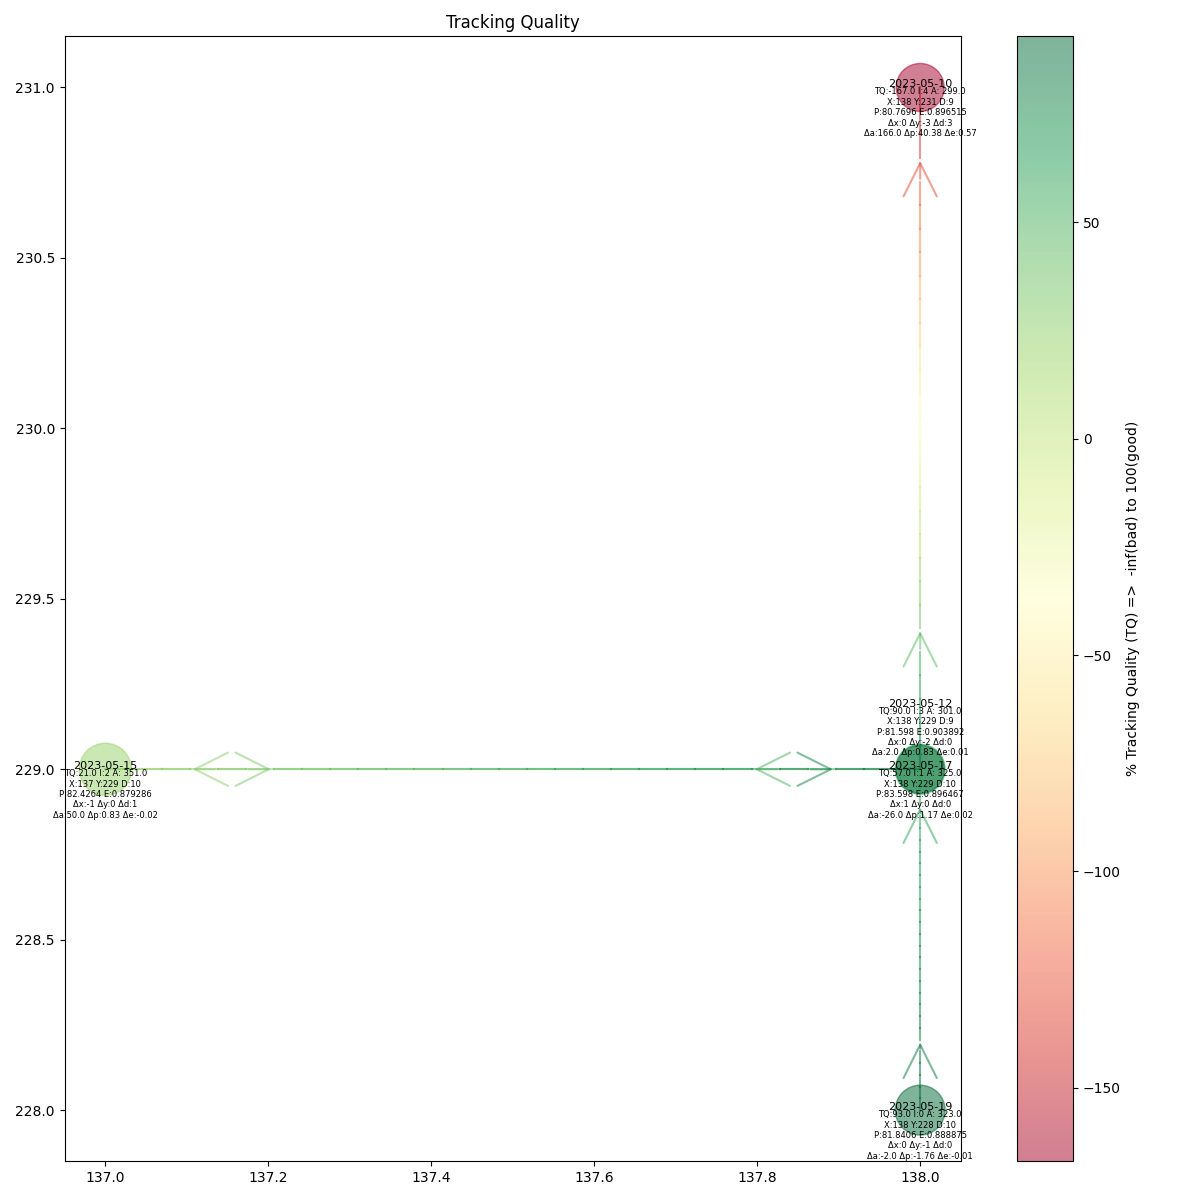 Tracking Quality
231.0
230.5
230.0
229.5
229.0
228.5
228.0
137.0
137.2
137.4
137.6
137.8
138.0
2023-05-10
TQ:-167.0 I:4 A: 299.0
X:138 Y:231 D:9
P:80.7696 E:0.896515
Δx:0 Δy:-3 Δd:3
Δa:166.0 Δp:40.38 Δe:0.57
2023-05-12
TQ:90.0 I:3 A: 301.0
X:138 Y:229 D:9
P:81.598 E:0.903892
Δx:0 Δy:-2 Δd:0
Δa:2.0 Δp:0.83 Δe:0.01
2023-05-15
TQ:21.0 I:2 A: 351.0
X:137 Y:229 D:10
P:82.4264 E:0.879286
Δx:-1 Δy:0 Δd:1
Δa:50.0 Δp:0.83 Δe:-0.02
2023-05-17
TQ:57.0 I:1 A: 325.0
X:138 Y:229 D:10
P:83.598 E:0.896467
Δx:1 Δy:0 Δd:0
Δa:-26.0 Δp:1.17 Δe:0.02
2023-05-19
TQ:93.0 I:0 A: 323.0
X:138 Y:228 D:10
P:81.8406 E:0.888875
Δx:0 Δy:-1 Δd:0
Δa:-2.0 Δp:-1.76 Δe:-0.01
50
0
−50
−100
−150
% Tracking Quality (TQ) => -inf(bad) to 100(good)